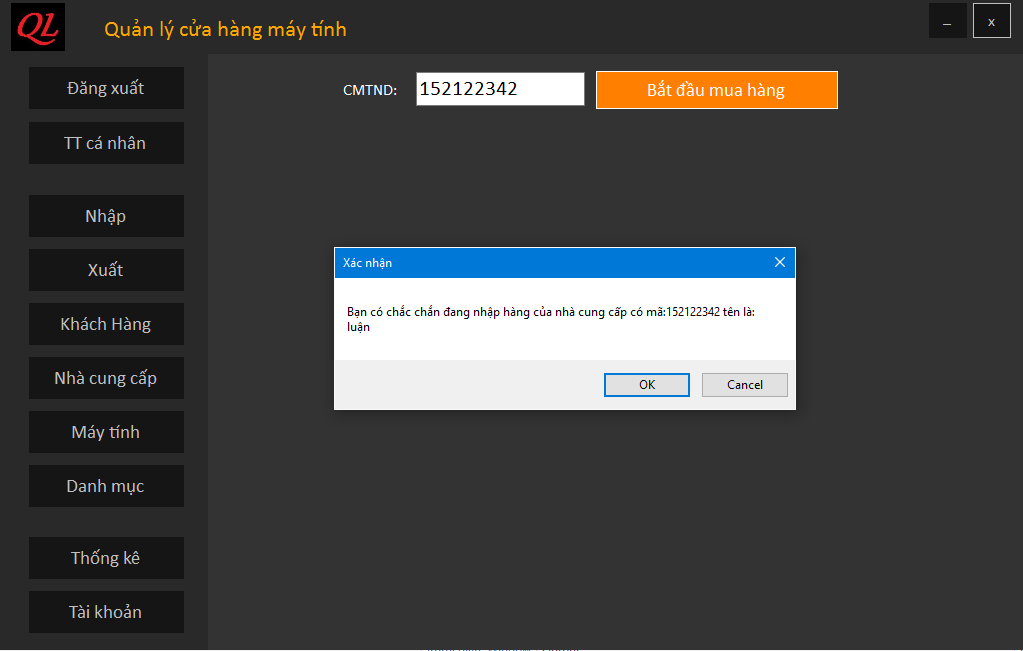 QL
Quản lý cửa hàng máy tính
_
x
Đăng xuất
TT cá nhân
Nhập
Xuất
Khách Hàng
Nhà cung cấp
Máy tính
Danh mục
Thống kê
Tài khoản
CMTND:
152122342
Bắt đầu mua hàng
Xác nhận
Bạn có chắc chắn đang nhập hàng của nhà cung cấp có mã:152122342 tên là:
luận
OK
Cancel